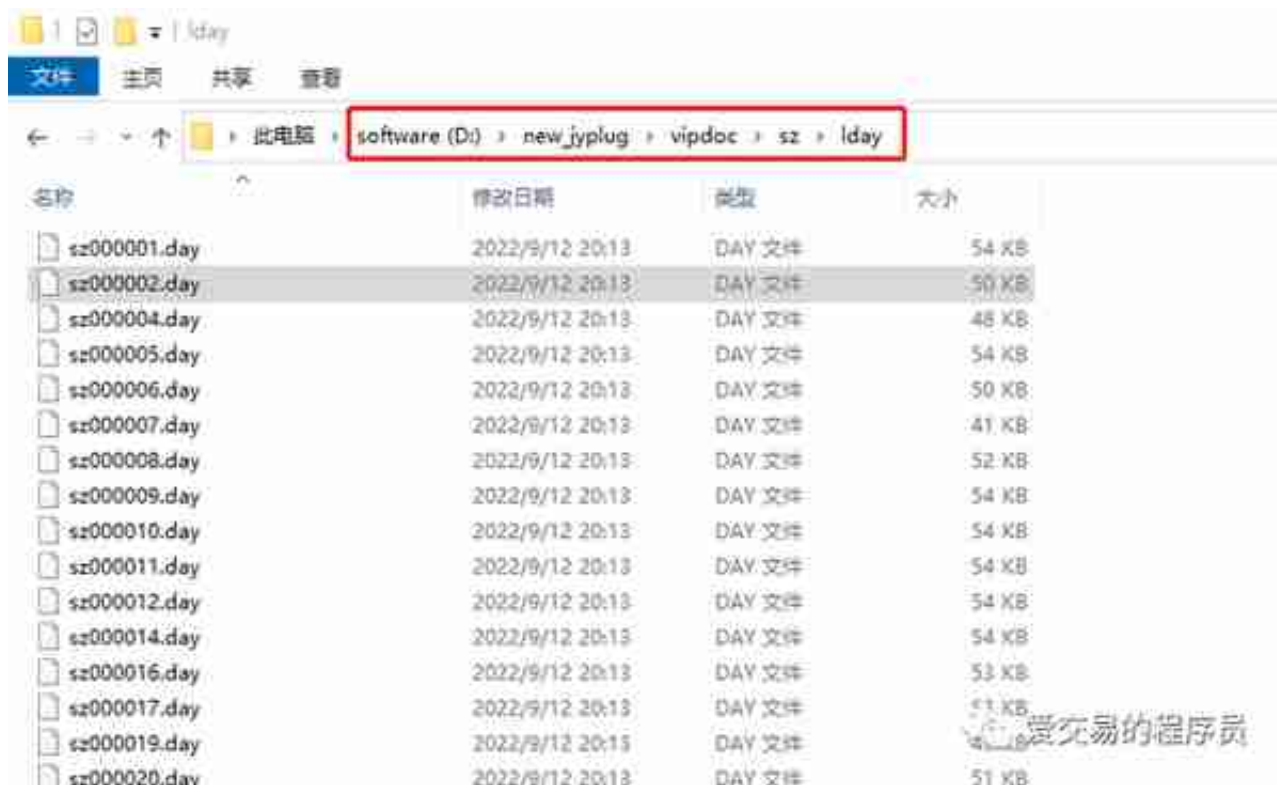 lday
文件 主页 共享 查看
此电脑 software (D:) new_jyplug vipdoc sz lday
名称 修改日期 类型 大小
sz000001.day 2022/9/12 20:13 DAY 文件 54 KB
sz000002.day 2022/9/12 20:13 DAY 文件 50 KB
sz000004.day 2022/9/12 20:13 DAY 文件 48 KB
sz000005.day 2022/9/12 20:13 DAY 文件 54 KB
sz000006.day 2022/9/12 20:13 DAY 文件 50 KB
sz000007.day 2022/9/12 20:13 DAY 文件 41 KB
sz000008.day 2022/9/12 20:13 DAY 文件 52 KB
sz000009.day 2022/9/12 20:13 DAY 文件 54 KB
sz000010.day 2022/9/12 20:13 DAY 文件 54 KB
sz000011.day 2022/9/12 20:13 DAY 文件 54 KB
sz000012.day 2022/9/12 20:13 DAY 文件 54 KB
sz000014.day 2022/9/12 20:13 DAY 文件 54 KB
sz000016.day 2022/9/12 20:13 DAY 文件 53 KB
sz000017.day 2022/9/12 20:13 DAY 文件 KB
sz000019.day 2022/9/12 20:13 DAY 文件
爱交易的程序员
sz000020.day 2022/9/12 20:13 DAY 文件 51 KB